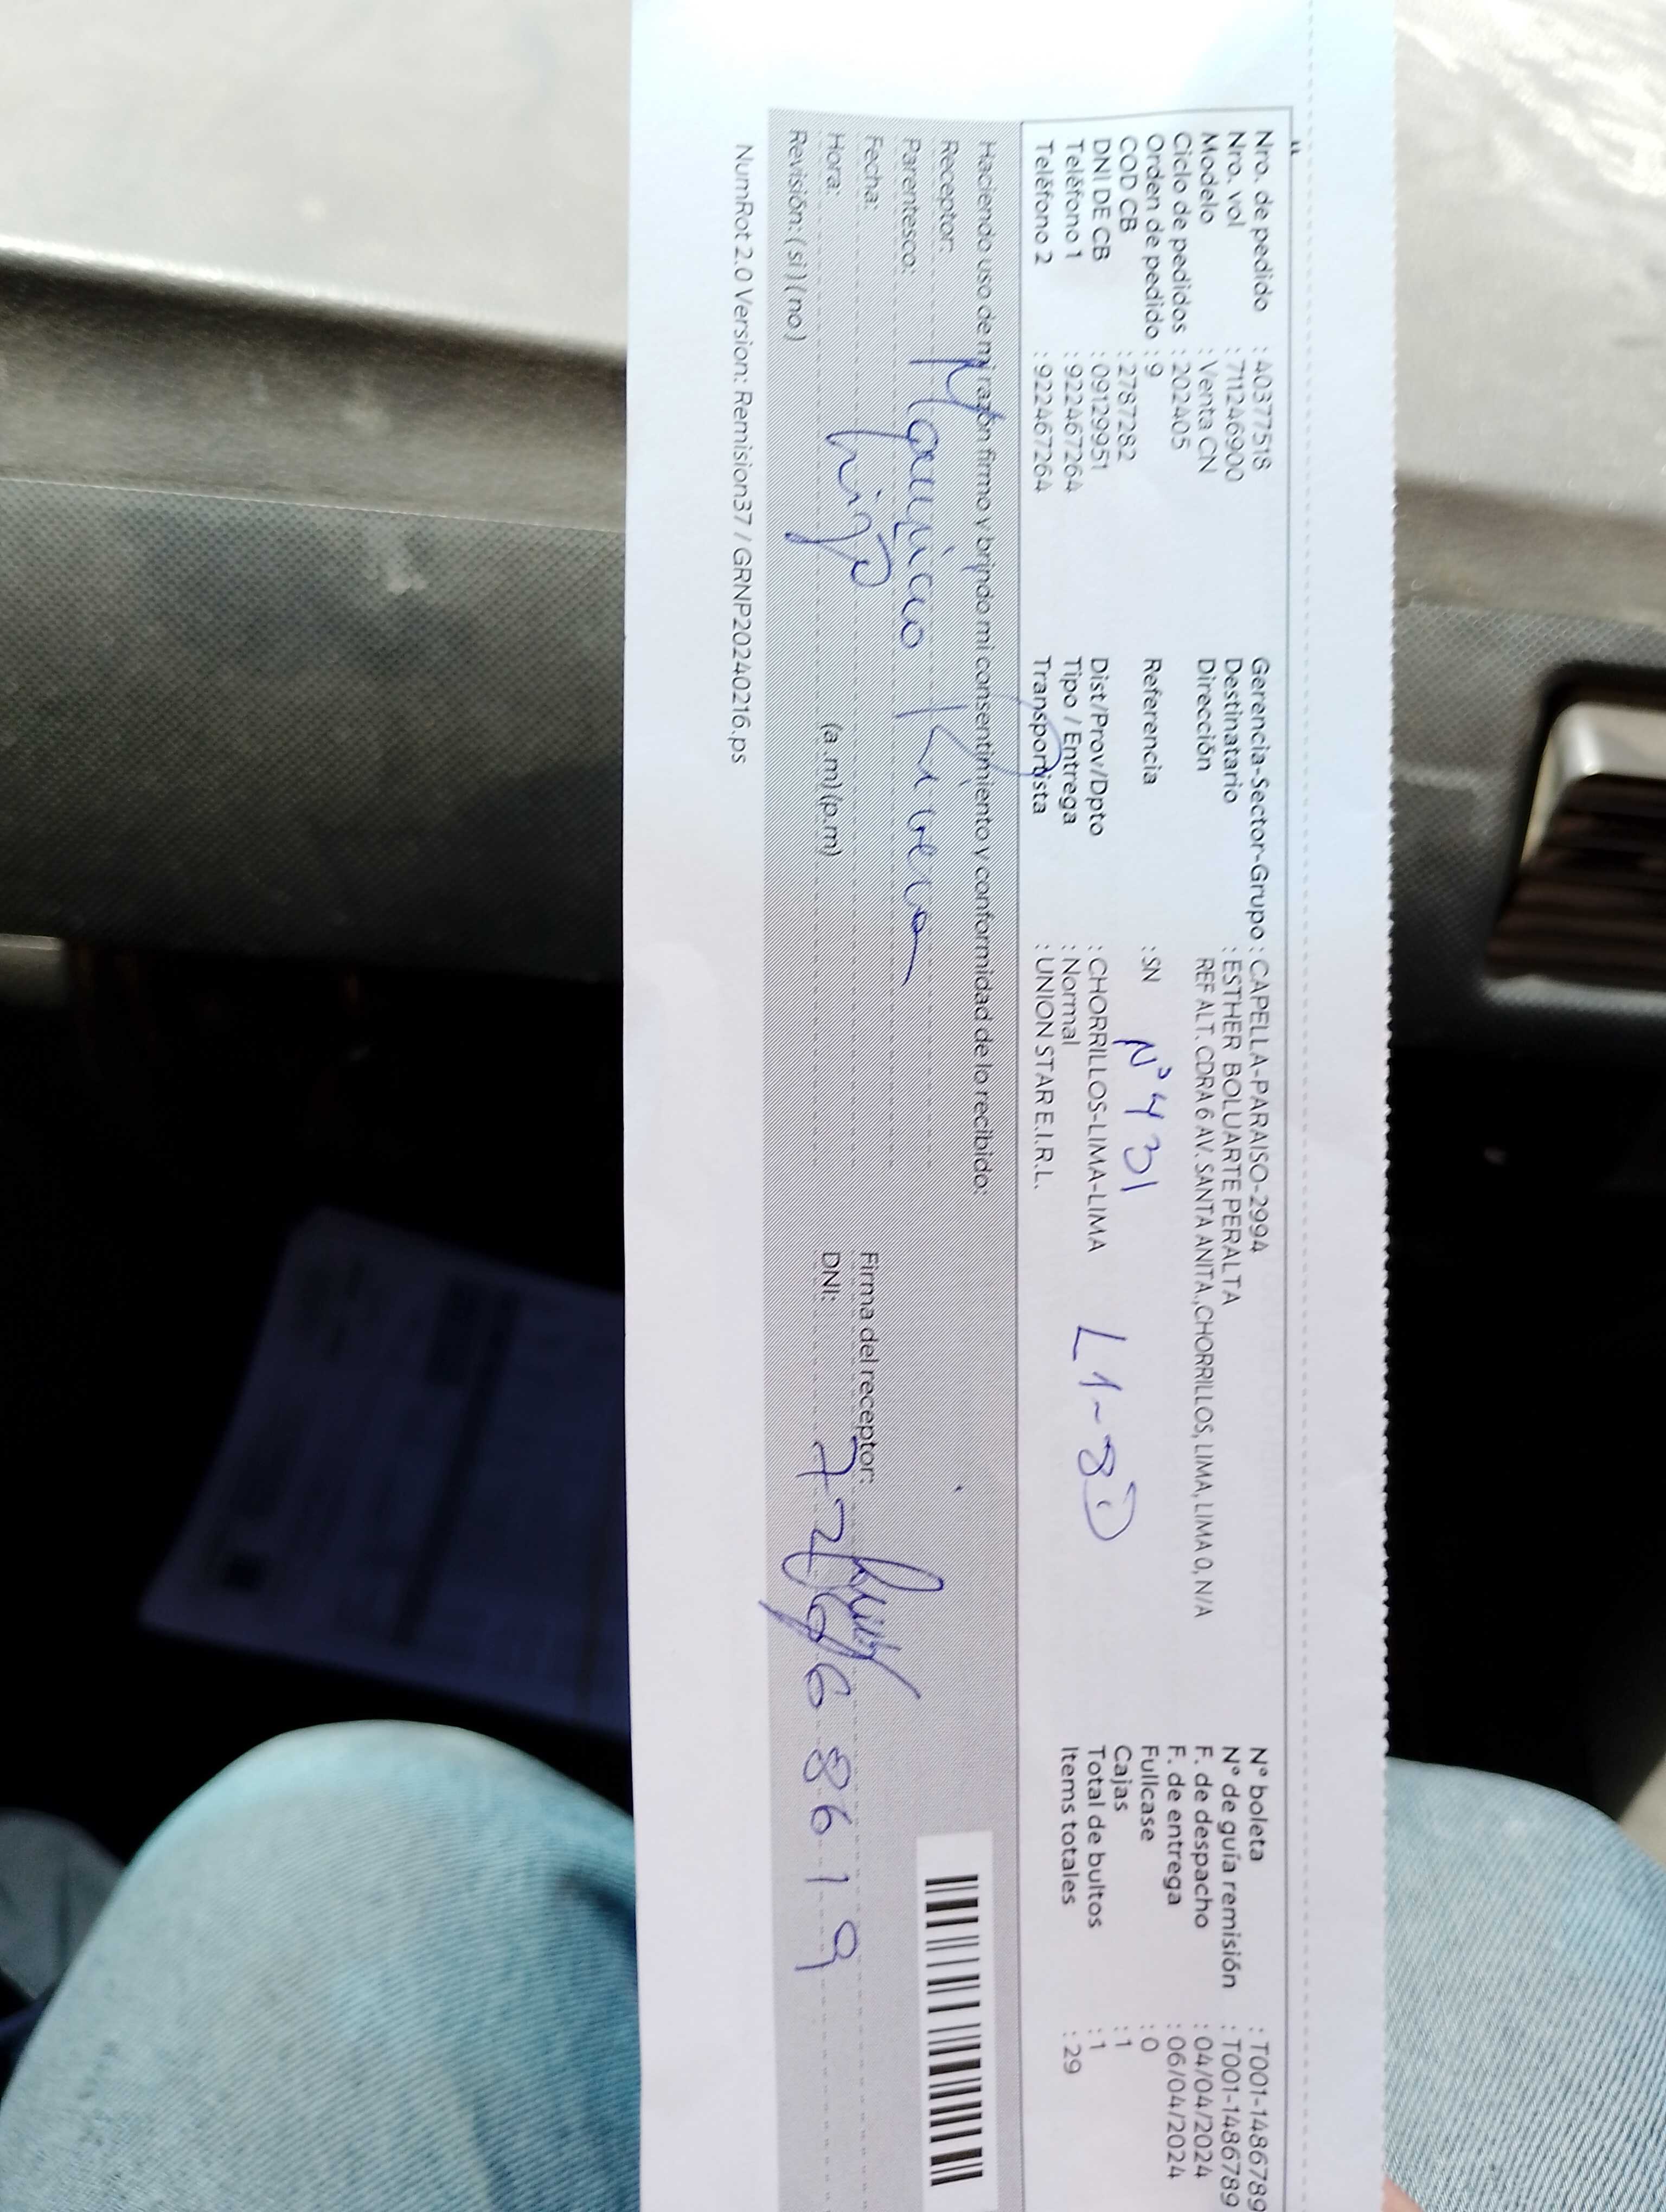 Nro. de pedido : 40377518
Nro. vol : 711246900
Modelo : Venta CN
Ciclo de pedidos : 202405
Orden de pedido : 9
COD CB : 2787282
DNI DE CB : 09129951
Teléfono 1 : 922467264
Teléfono 2 : 922467264
Gerencia-Sector-Grupo : CAPELLA-PARAISO-2994
Destinatario : ESTHER BOLUARTE PERALTA
Dirección REF ALT. CDRA 6 AV. SANTA ANITA.,CHORRILLOS, LIMA, LIMA 0, N/A
Referencia : SN
N° 431
Dist/Prov/Dpto : CHORRILLOS-LIMA-LIMA
Tipo / Entrega : Normal
Transportista : UNION STAR E.I.R.L.
L1-8
N° boleta : T001-1486789
N° de guía remisión : T001-1486789
F. de despacho : 04/04/2024
F. de entrega : 06/04/2024
Fullcase : 0
Cajas : 1
Total de bultos : 1
Items totales : 29
Haciendo uso de mi razón firmo y brindo mi consentimiento y conformidad de lo recibido:
Receptor: Mauricio Rivera
Parentesco:
Fecha: hijo
Hora: (a.m) (p.m)
Revisión: ( si ) ( no )
Firma del receptor:
DNI: 72668619
NumRot 2.0 Version: Remision37 / GRNP20240216.ps